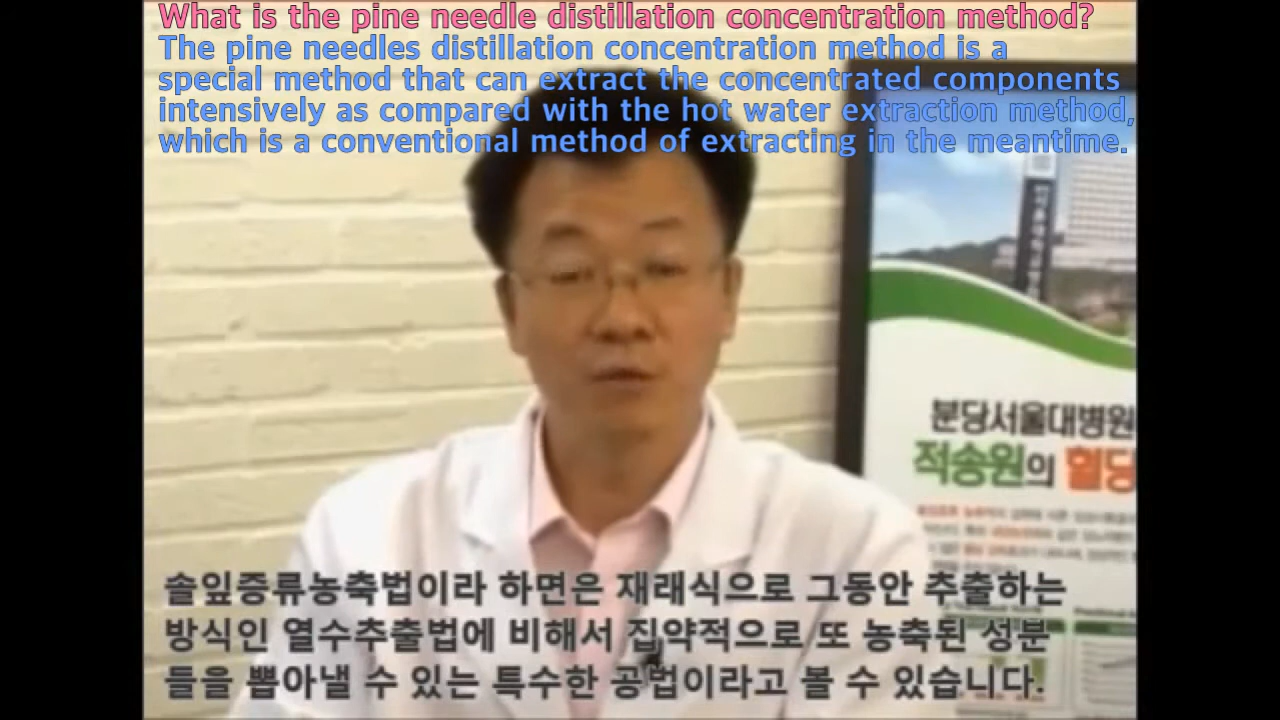 What is the pine needle distillation concentration method?
The pine needles distillation concentration method is a
special method that can extract the concentrated components
intensively as compared with the hot water extraction method,
which is a conventional method of extracting in the meantime.
분당서울대병원
적송원의 혈당
솔잎증류농축법이라 하면은 재래식으로 그동안 추출하는
방식인 열수추출법에 비해서 집약적으로 또 농축된 성분
들을 뽑아낼 수 있는 특수한 공법이라고 볼 수 있습니다.